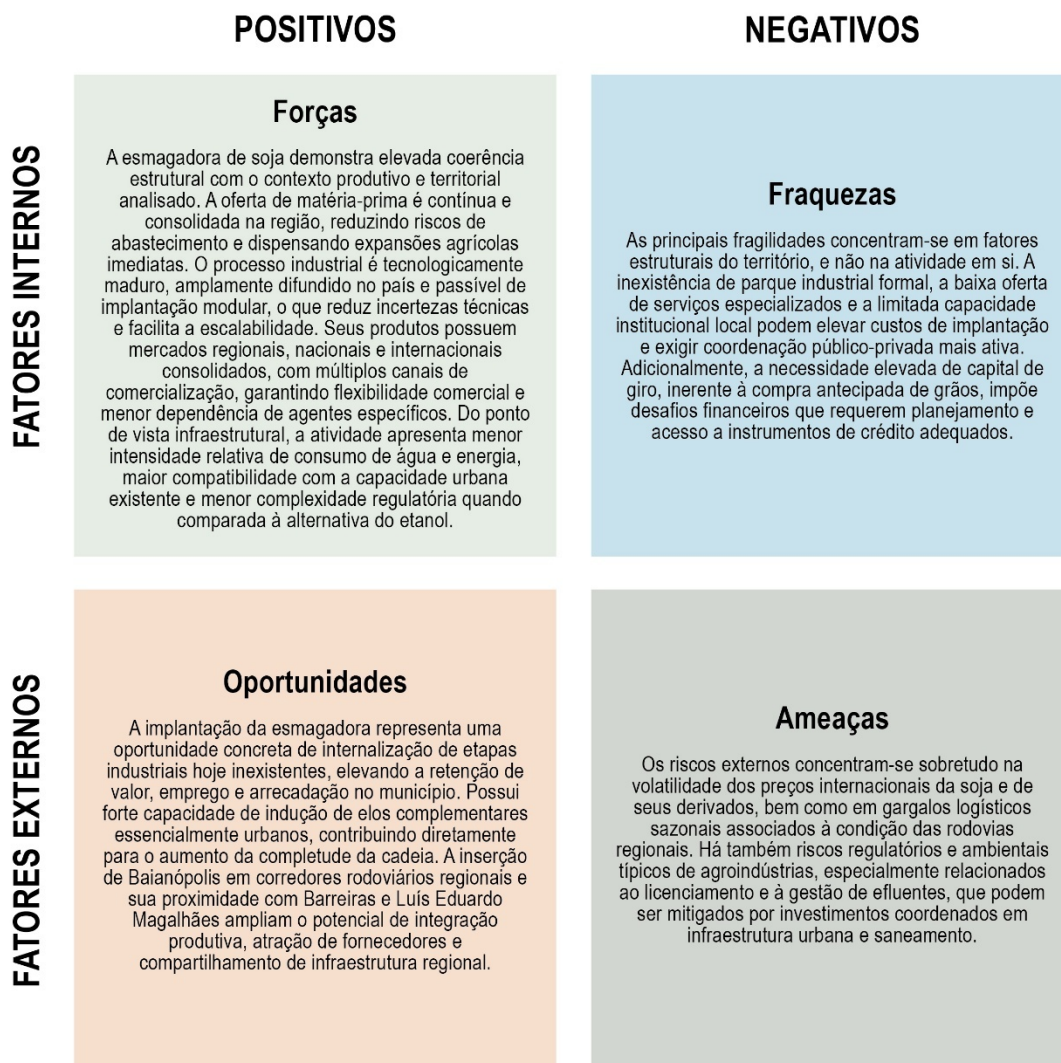 POSITIVOS
NEGATIVOS
FATORES INTERNOS
Forças
A esmagadora de soja demonstra elevada coerência
estrutural com o contexto produtivo e territorial
analisado. A oferta de matéria-prima é contínua e
consolidada na região, reduzindo riscos de
abastecimento e dispensando expansões agrícolas
imediatas. O processo industrial é tecnologicamente
maduro, amplamente difundido no país e passível de
implantação modular, o que reduz incertezas técnicas
e facilita a escalabilidade. Seus produtos possuem
mercados regionais, nacionais e internacionais
consolidados, com múltiplos canais de
comercialização, garantindo flexibilidade comercial e
menor dependência de agentes específicos. Do ponto
de vista infraestrutural, a atividade apresenta menor
intensidade relativa de consumo de água e energia,
maior compatibilidade com a capacidade urbana
existente e menor complexidade regulatória quando
comparada à alternativa do etanol.
Fraquezas
As principais fragilidades concentram-se em fatores
estruturais do território, e não na atividade em si. A
inexistência de parque industrial formal, a baixa oferta
de serviços especializados e a limitada capacidade
institucional local podem elevar custos de implantação
e exigir coordenação público-privada mais ativa.
Adicionalmente, a necessidade elevada de capital de
giro, inerente à compra antecipada de grãos, impõe
desafios financeiros que requerem planejamento e
acesso a instrumentos de crédito adequados.
FATORES EXTERNOS
Oportunidades
A implantação da esmagadora representa uma
oportunidade concreta de internalização de etapas
industriais hoje inexistentes, elevando a retenção de
valor, emprego e arrecadação no município. Possui
forte capacidade de indução de elos complementares
essencialmente urbanos, contribuindo diretamente
para o aumento da completude da cadeia. A inserção
de Baianópolis em corredores rodoviários regionais e
sua proximidade com Barreiras e Luís Eduardo
Magalhães ampliam o potencial de integração
produtiva, atração de fornecedores e
compartilhamento de infraestrutura regional.
Ameaças
Os riscos externos concentram-se sobretudo na
volatilidade dos preços internacionais da soja e de
seus derivados, bem como em gargalos logísticos
sazonais associados à condição das rodovias
regionais. Há também riscos regulatórios e ambientais
típicos de agroindústrias, especialmente relacionados
ao licenciamento e à gestão de efluentes, que podem
ser mitigados por investimentos coordenados em
infraestrutura urbana e saneamento.